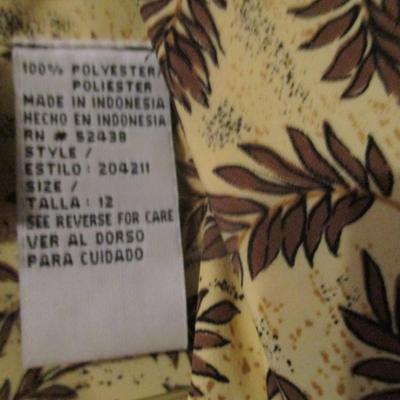 100% POLYESTER/
POLIESTER
MADE IN INDONESIA
HECHO EN INDONESIA
RN # 52438
STYLE /
ESTILO : 204211
SIZE /
TALLA : 12
SEE REVERSE FOR CARE
VER AL DORSO
PARA CUIDADO